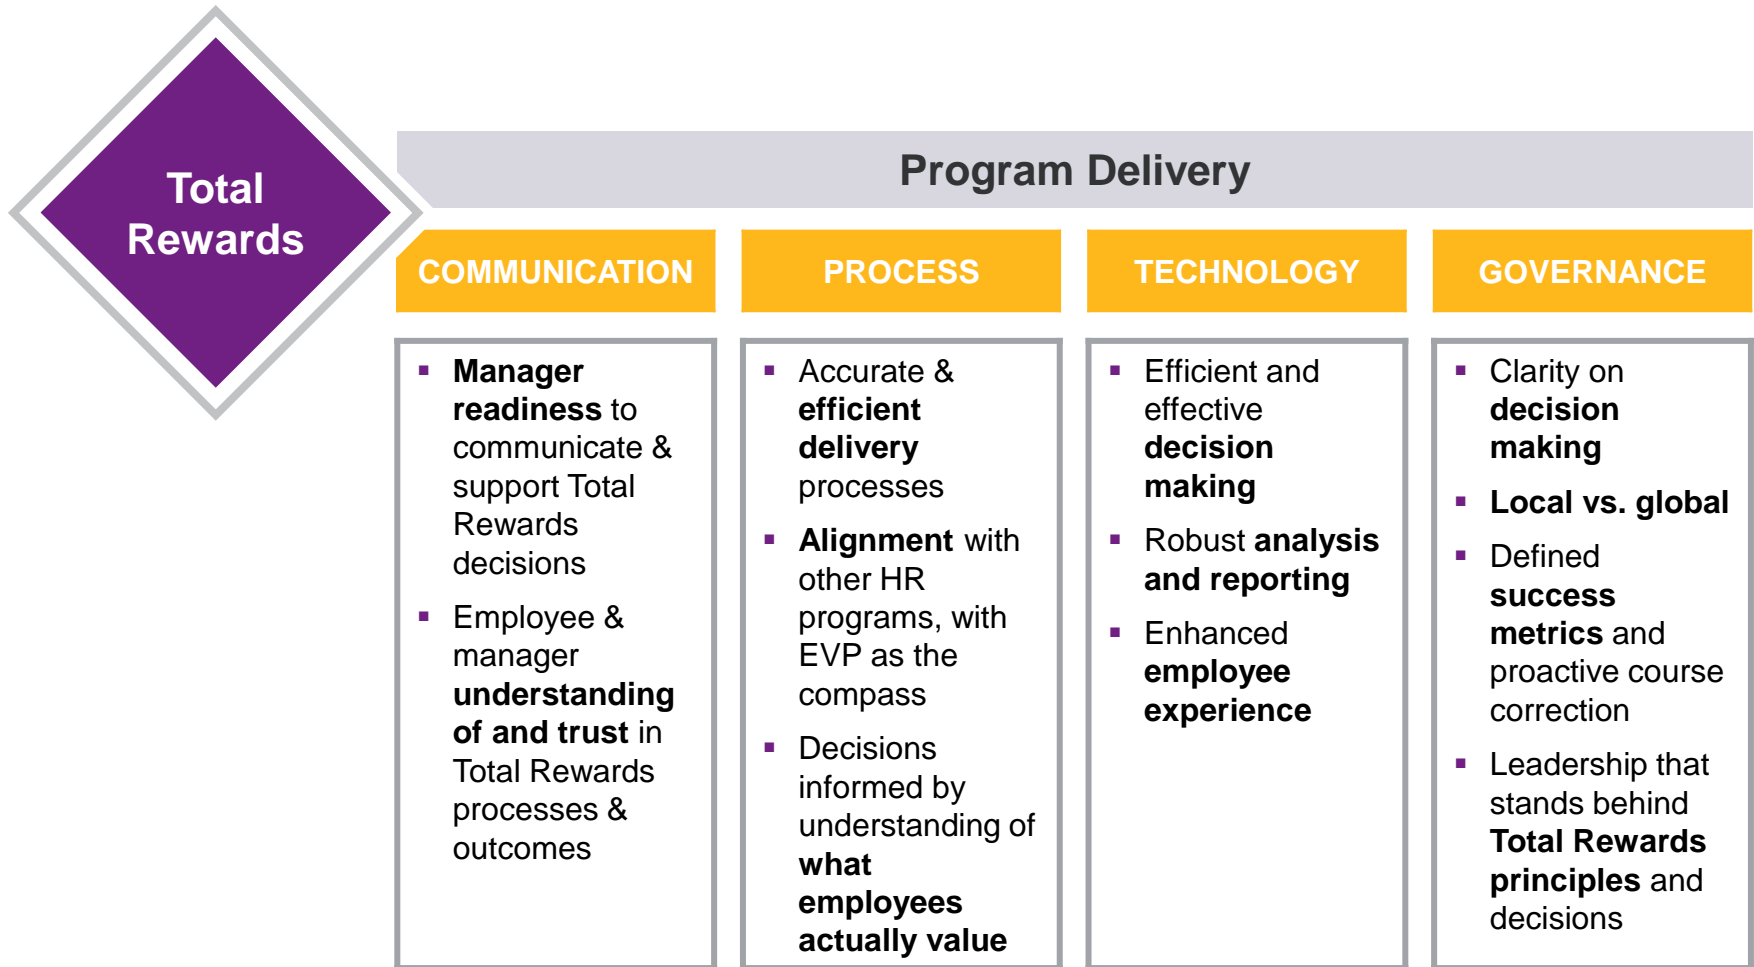 Total
Rewards
Program Delivery
COMMUNICATION
▪ Manager
readiness to
communicate &
support Total
Rewards
decisions
▪ Employee &
manager
understanding
of and trust in
Total Rewards
processes &
outcomes
PROCESS
▪ Accurate &
efficient
delivery
processes
▪ Alignment with
other HR
programs, with
EVP as the
compass
▪ Decisions
informed by
understanding of
what
employees
actually value
TECHNOLOGY
▪ Efficient and
effective
decision
making
▪ Robust analysis
and reporting
▪ Enhanced
employee
experience
GOVERNANCE
▪ Clarity on
decision
making
▪ Local vs. global
▪ Defined
success
metrics and
proactive course
correction
▪ Leadership that
stands behind
Total Rewards
principles and
decisions